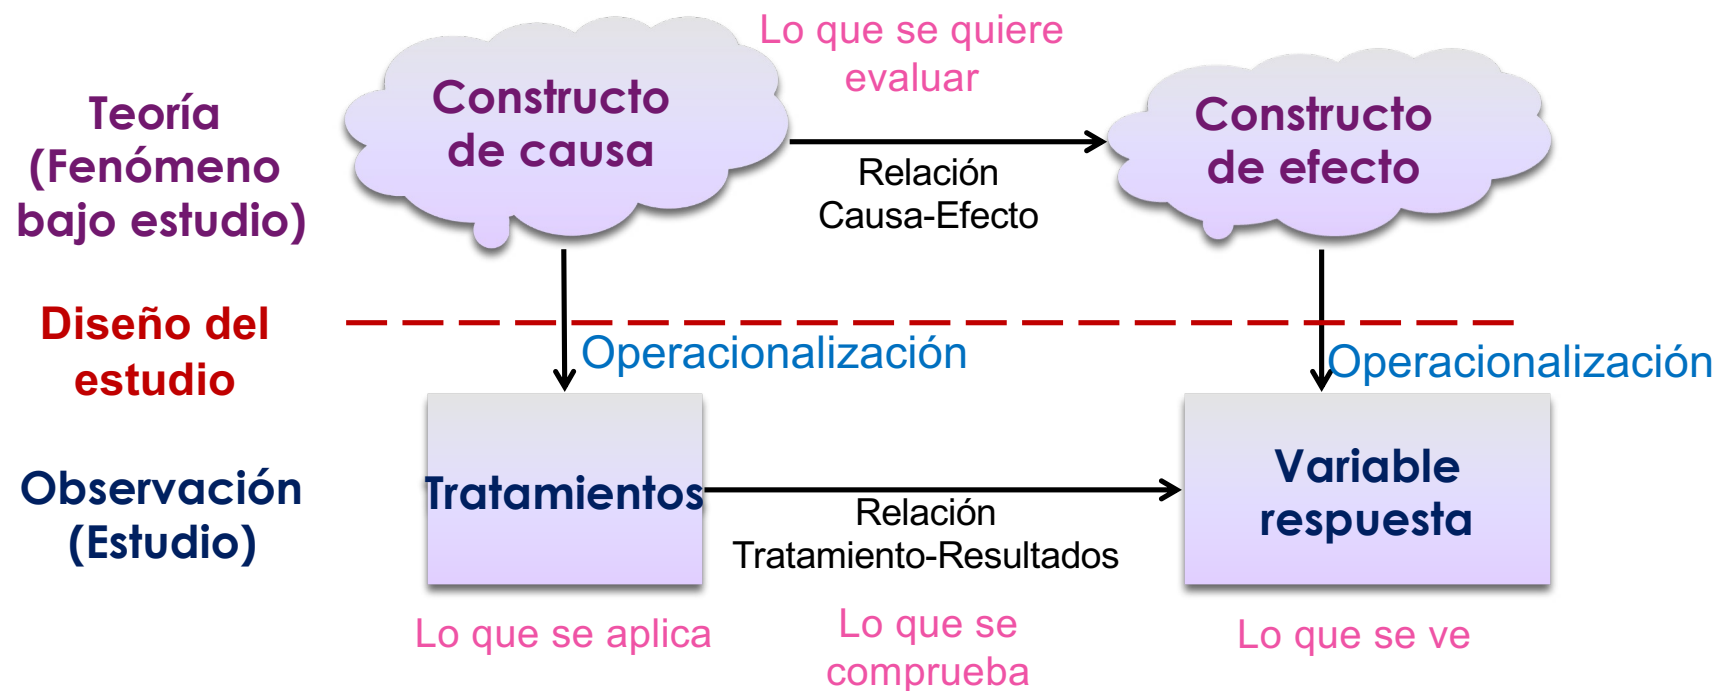 Lo que se quiere
evaluar
Teoría
(Fenómeno
bajo estudio)
Constructo
de causa
Relación
Causa-Efecto
Constructo
de efecto
Diseño del
estudio
Operacionalización
Operacionalización
Observación
(Estudio)
Tratamientos
Relación
Tratamiento-Resultados
Variable
respuesta
Lo que se aplica
Lo que se
comprueba
Lo que se ve